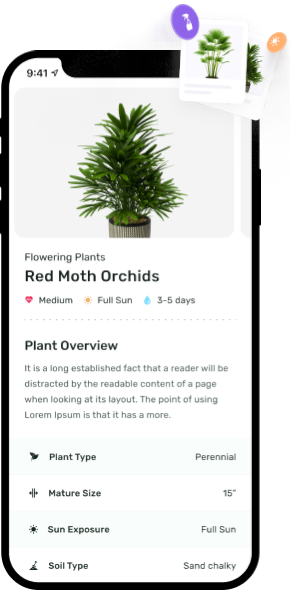 9:41
Flowering Plants
Red Moth Orchids
Medium Full Sun 3-5 days
Plant Overview
It is a long established fact that a reader will be
distracted by the readable content of a page
when looking at its layout. The point of using
Lorem Ipsum is that it has a more.
Plant Type Perennial
Mature Size 15"
Sun Exposure Full Sun
Soil Type Sand chalky